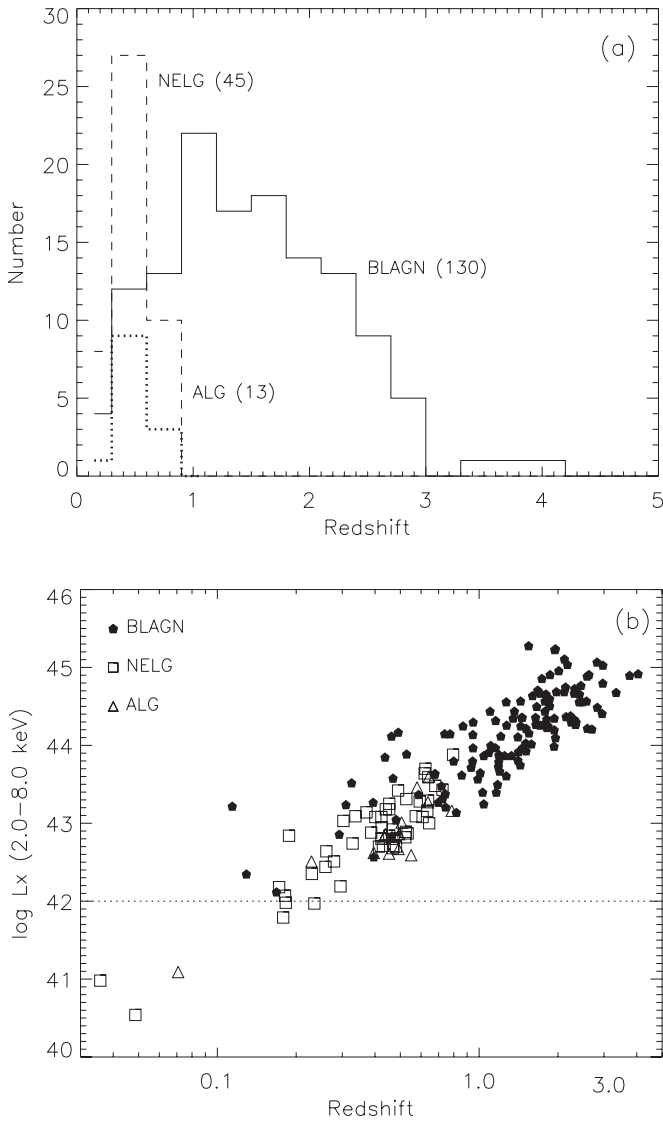 30
25
20
15
10
5
0
Number
(a)
NELG (45)
BLAGN (130)
ALG (13)
0 1 2 3 4 5
Redshift
46
45
44
43
42
41
40
log Lx (2.0−8.0 keV)
(b)
BLAGN
NELG
ALG
0.1 1.0 3.0
Redshift